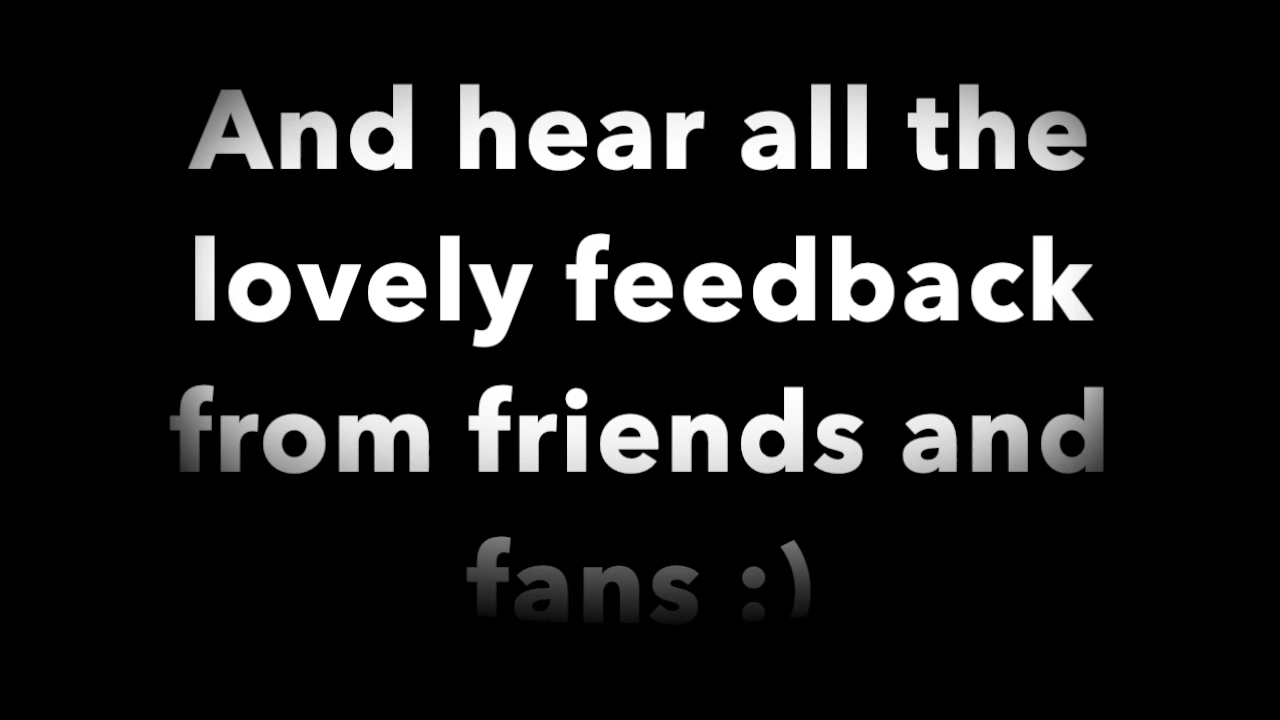 And hear all the
lovely feedback
from friends and
fans :)